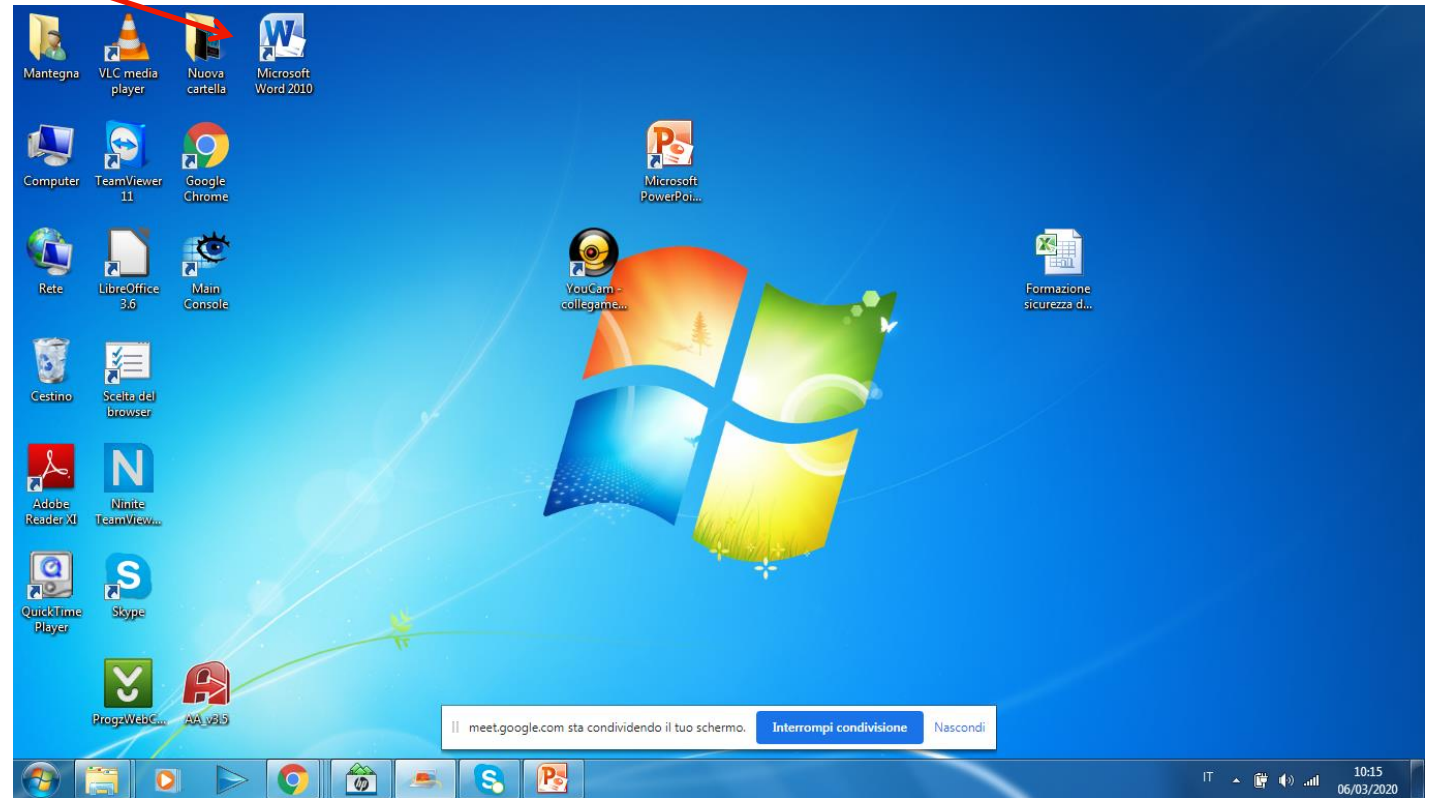 Mantegna
VLC media
player
Nuova
cartella
Microsoft
Word 2010
Microsoft
PowerPoi...
Computer
TeamViewer
11
Google
Chrome
Rete
LibreOffice
3.6
Main
Console
YouCam -
collegame...
Formazione
sicurezza d...
Cestino
Scelta del
browser
Adobe
Reader XI
Ninite
TeamView...
QuickTime
Player
Skype
ProgzWebC...
AA_v3.5
meet.google.com sta condividendo il tuo schermo.
Interrompi condivisione
Nascondi
IT
10:15
06/03/2020